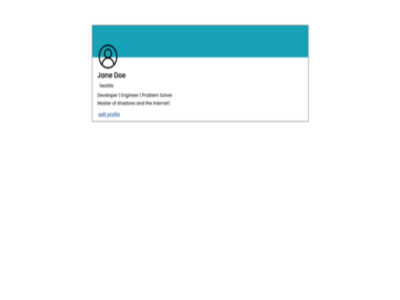 Jane Doe
Seattle
Developer | Engineer | Problem Solver
Master of shadows and the internet!
edit profile